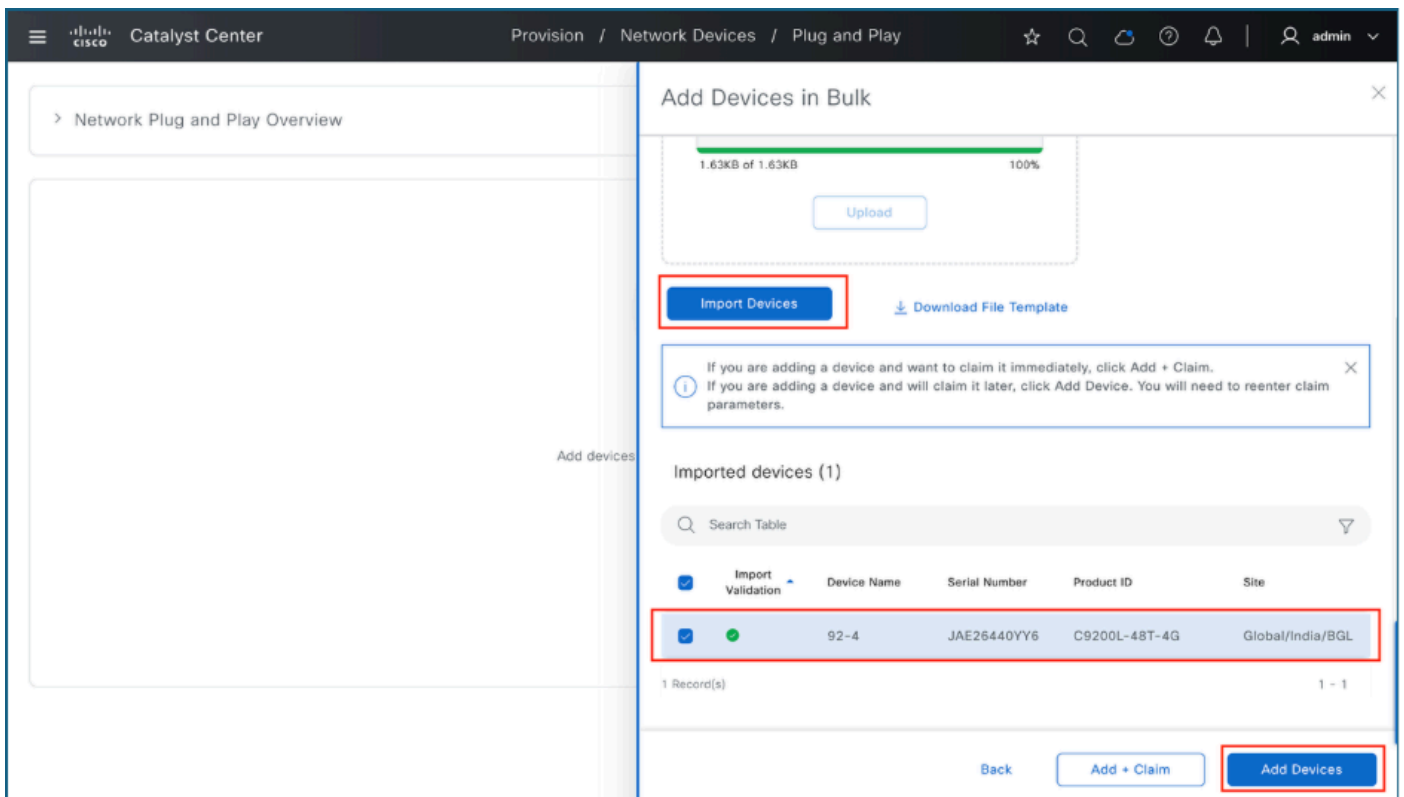 cisco Catalyst Center Provision / Network Devices / Plug and Play admin
Network Plug and Play Overview
Add devices
Add Devices in Bulk
1.63KB of 1.63KB 100%
Upload
Import Devices Download File Template
If you are adding a device and want to claim it immediately, click Add + Claim.
If you are adding a device and will claim it later, click Add Device. You will need to reenter claim
parameters.
Imported devices (1)
Search Table
Import
Validation Device Name Serial Number Product ID Site
92-4 JAE26440YY6 C9200L-48T-4G Global/India/BGL
1 Record(s) 1 - 1
Back Add + Claim Add Devices